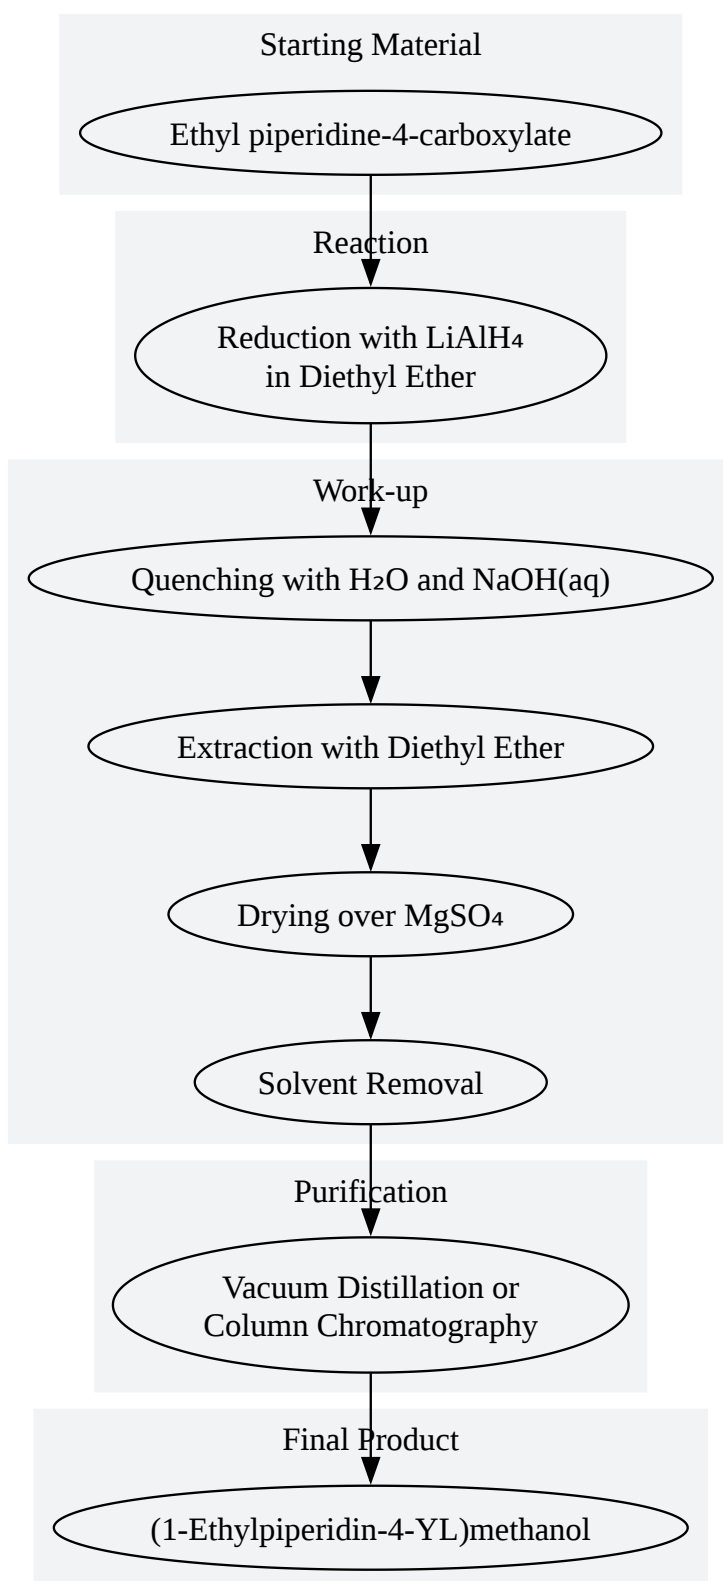 Starting Material
Ethyl piperidine-4-carboxylate
Reaction
Reduction with LiAlH₄
in Diethyl Ether
Work-up
Quenching with H₂O and NaOH(aq)
Extraction with Diethyl Ether
Drying over MgSO₄
Solvent Removal
Purification
Vacuum Distillation or
Column Chromatography
Final Product
(1-Ethylpiperidin-4-YL)methanol